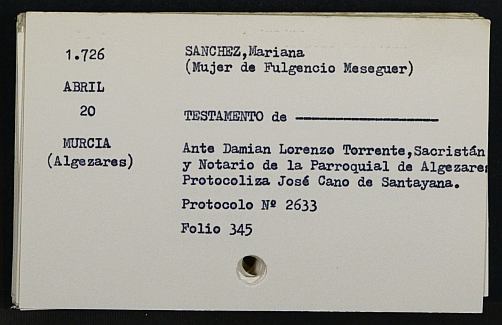 1.726
ABRIL
20
MURCIA
(Algezares)
SANCHEZ,Mariana
(Mujer de Fulgencio Meseguer)
TESTAMENTO de ————————
Ante Damian Lorenzo Torrente,Sacristán
y Notario de la Parroquial de Algezares
Protocoliza José Cano de Santayana.
Protocolo Nº 2633
Folio 345